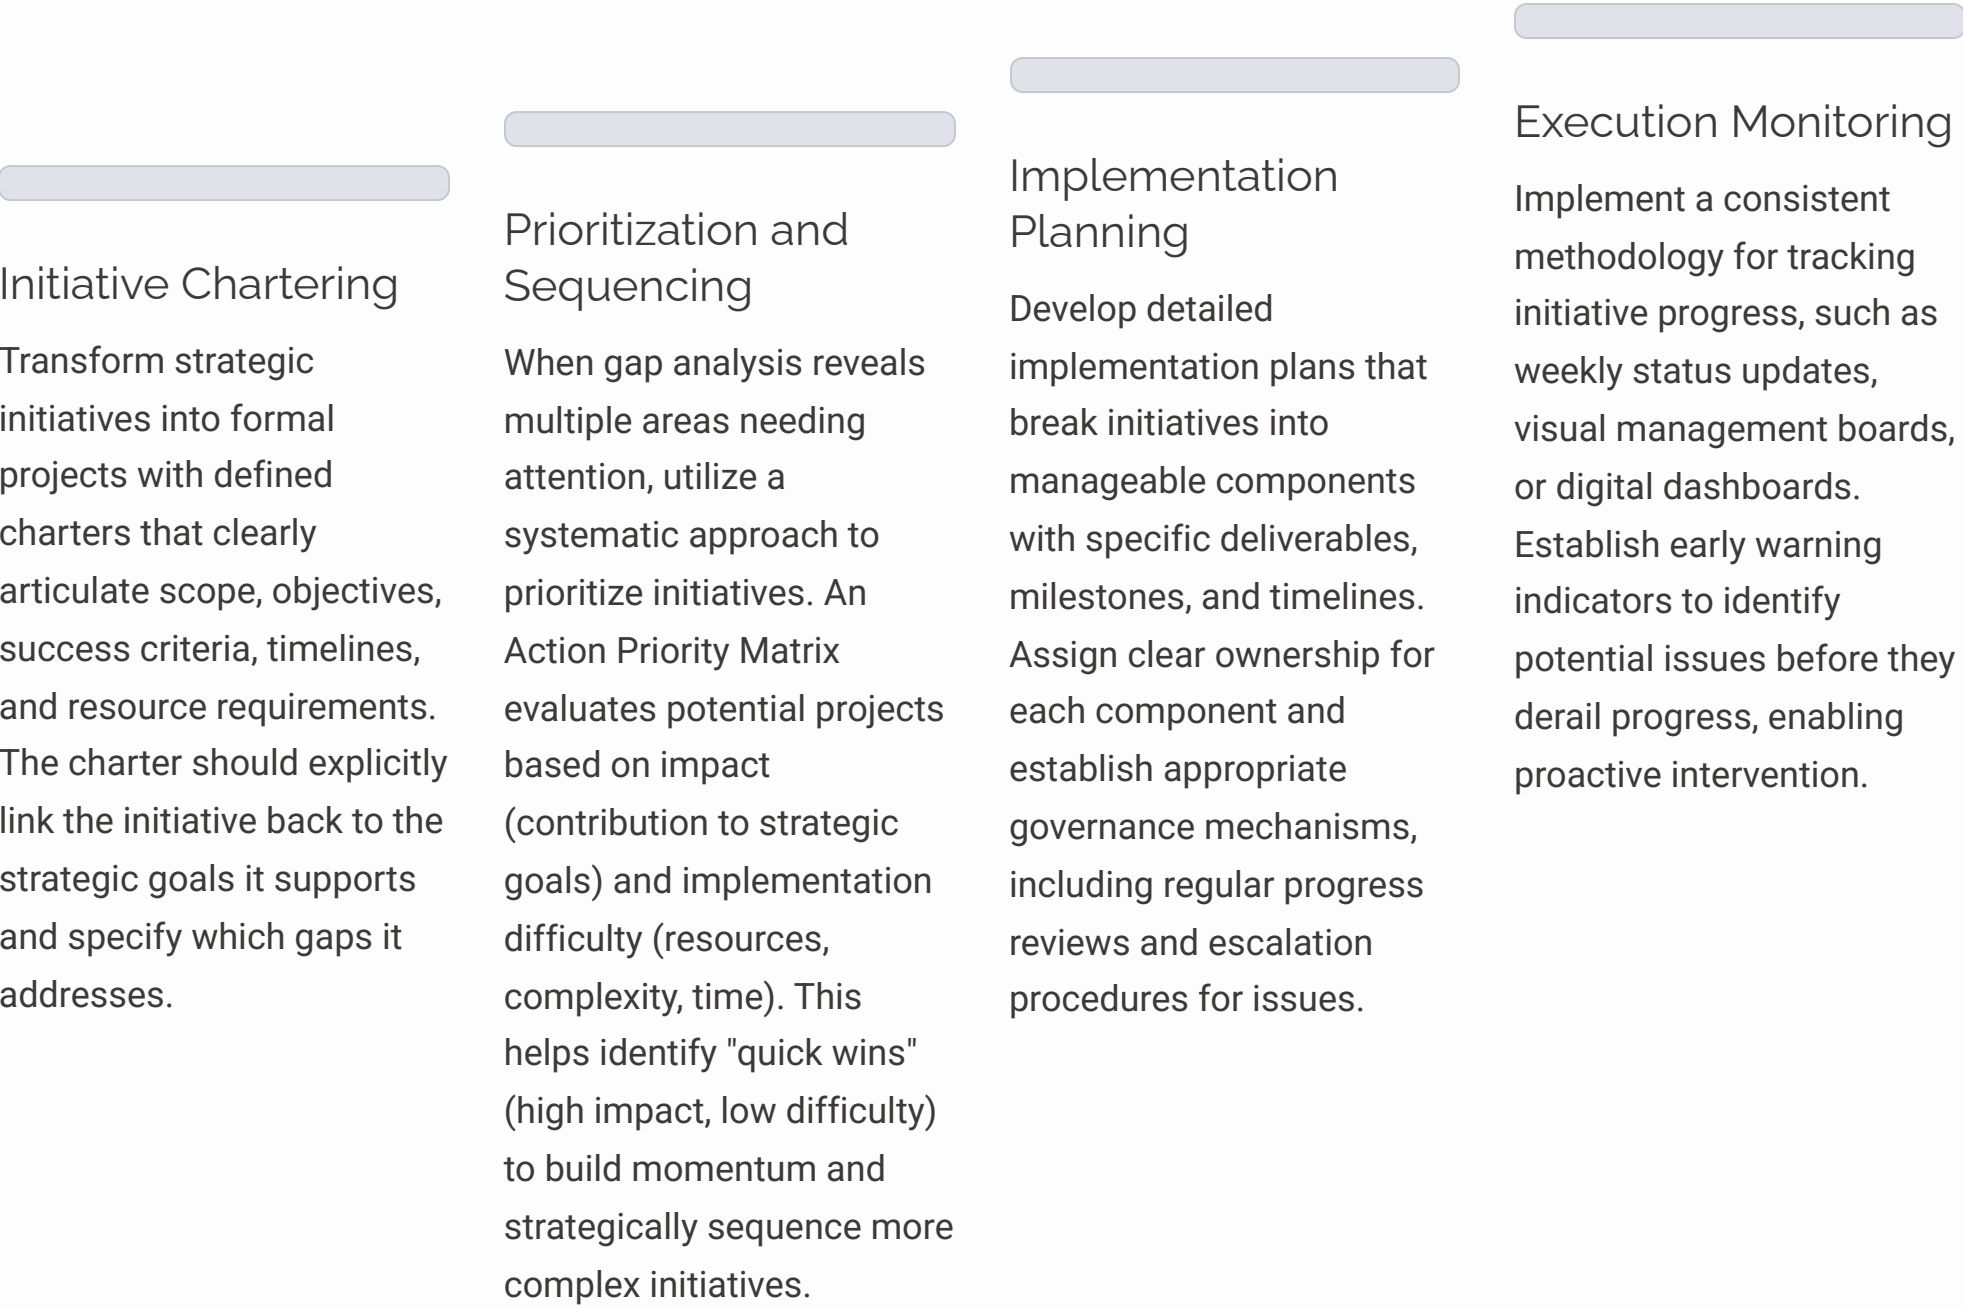 Initiative Chartering
Transform strategic
initiatives into formal
projects with defined
charters that clearly
articulate scope, objectives,
success criteria, timelines,
and resource requirements.
The charter should explicitly
link the initiative back to the
strategic goals it supports
and specify which gaps it
addresses.
Prioritization and
Sequencing
When gap analysis reveals
multiple areas needing
attention, utilize a
systematic approach to
prioritize initiatives. An
Action Priority Matrix
evaluates potential projects
based on impact
(contribution to strategic
goals) and implementation
difficulty (resources,
complexity, time). This
helps identify "quick wins"
(high impact, low difficulty)
to build momentum and
strategically sequence more
complex initiatives.
Implementation
Planning
Develop detailed
implementation plans that
break initiatives into
manageable components
with specific deliverables,
milestones, and timelines.
Assign clear ownership for
each component and
establish appropriate
governance mechanisms,
including regular progress
reviews and escalation
procedures for issues.
Execution Monitoring
Implement a consistent
methodology for tracking
initiative progress, such as
weekly status updates,
visual management boards,
or digital dashboards.
Establish early warning
indicators to identify
potential issues before they
derail progress, enabling
proactive intervention.